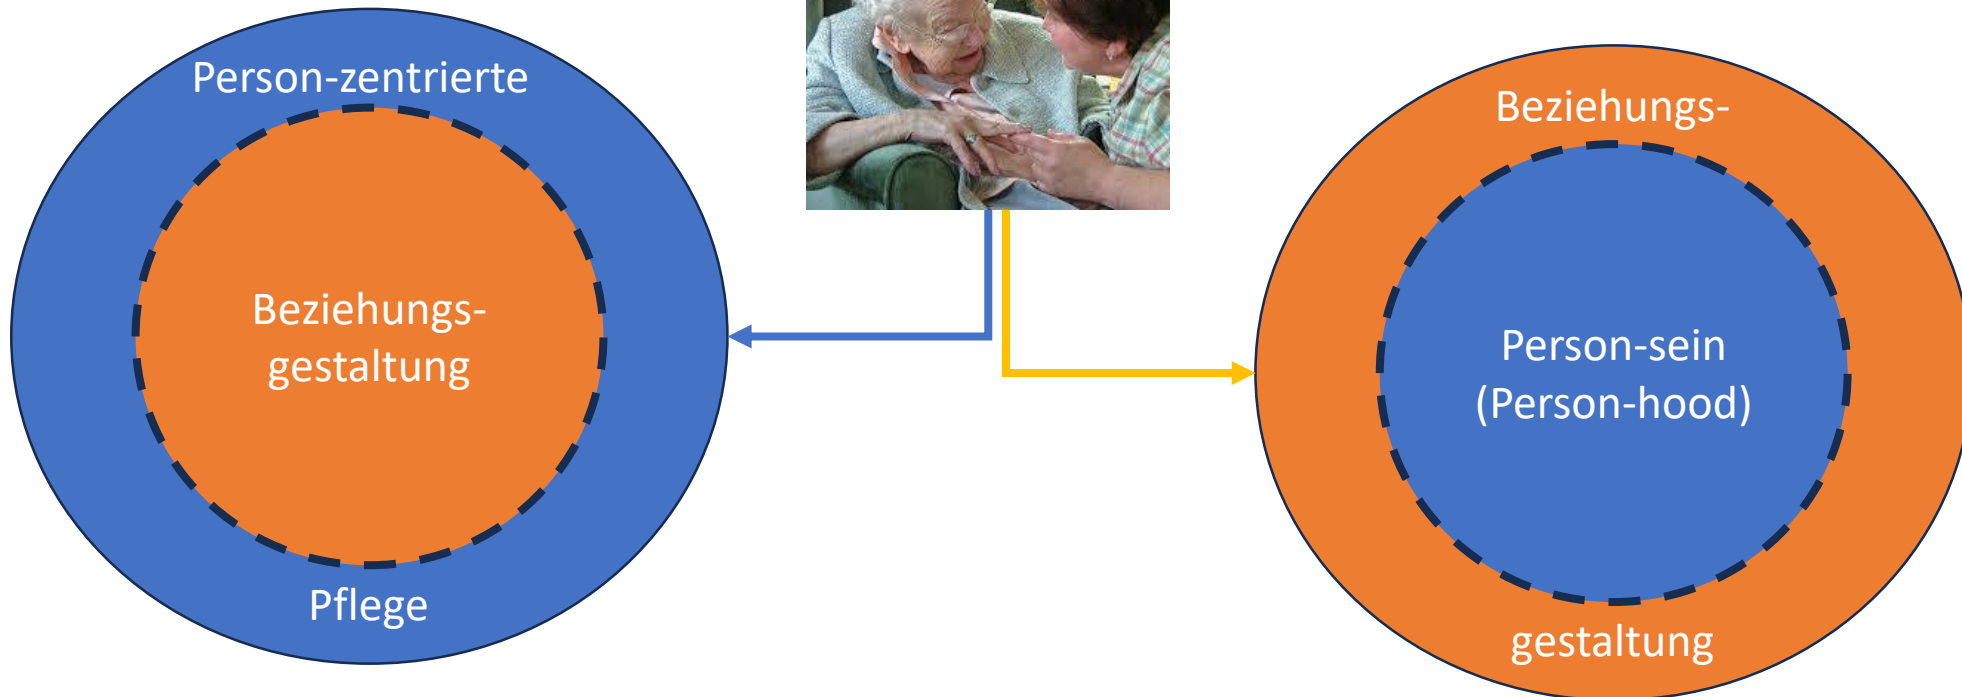 Person-zentrierte
Beziehungs-
gestaltung
Pflege
Beziehungs-
Person-sein
(Person-hood)
gestaltung